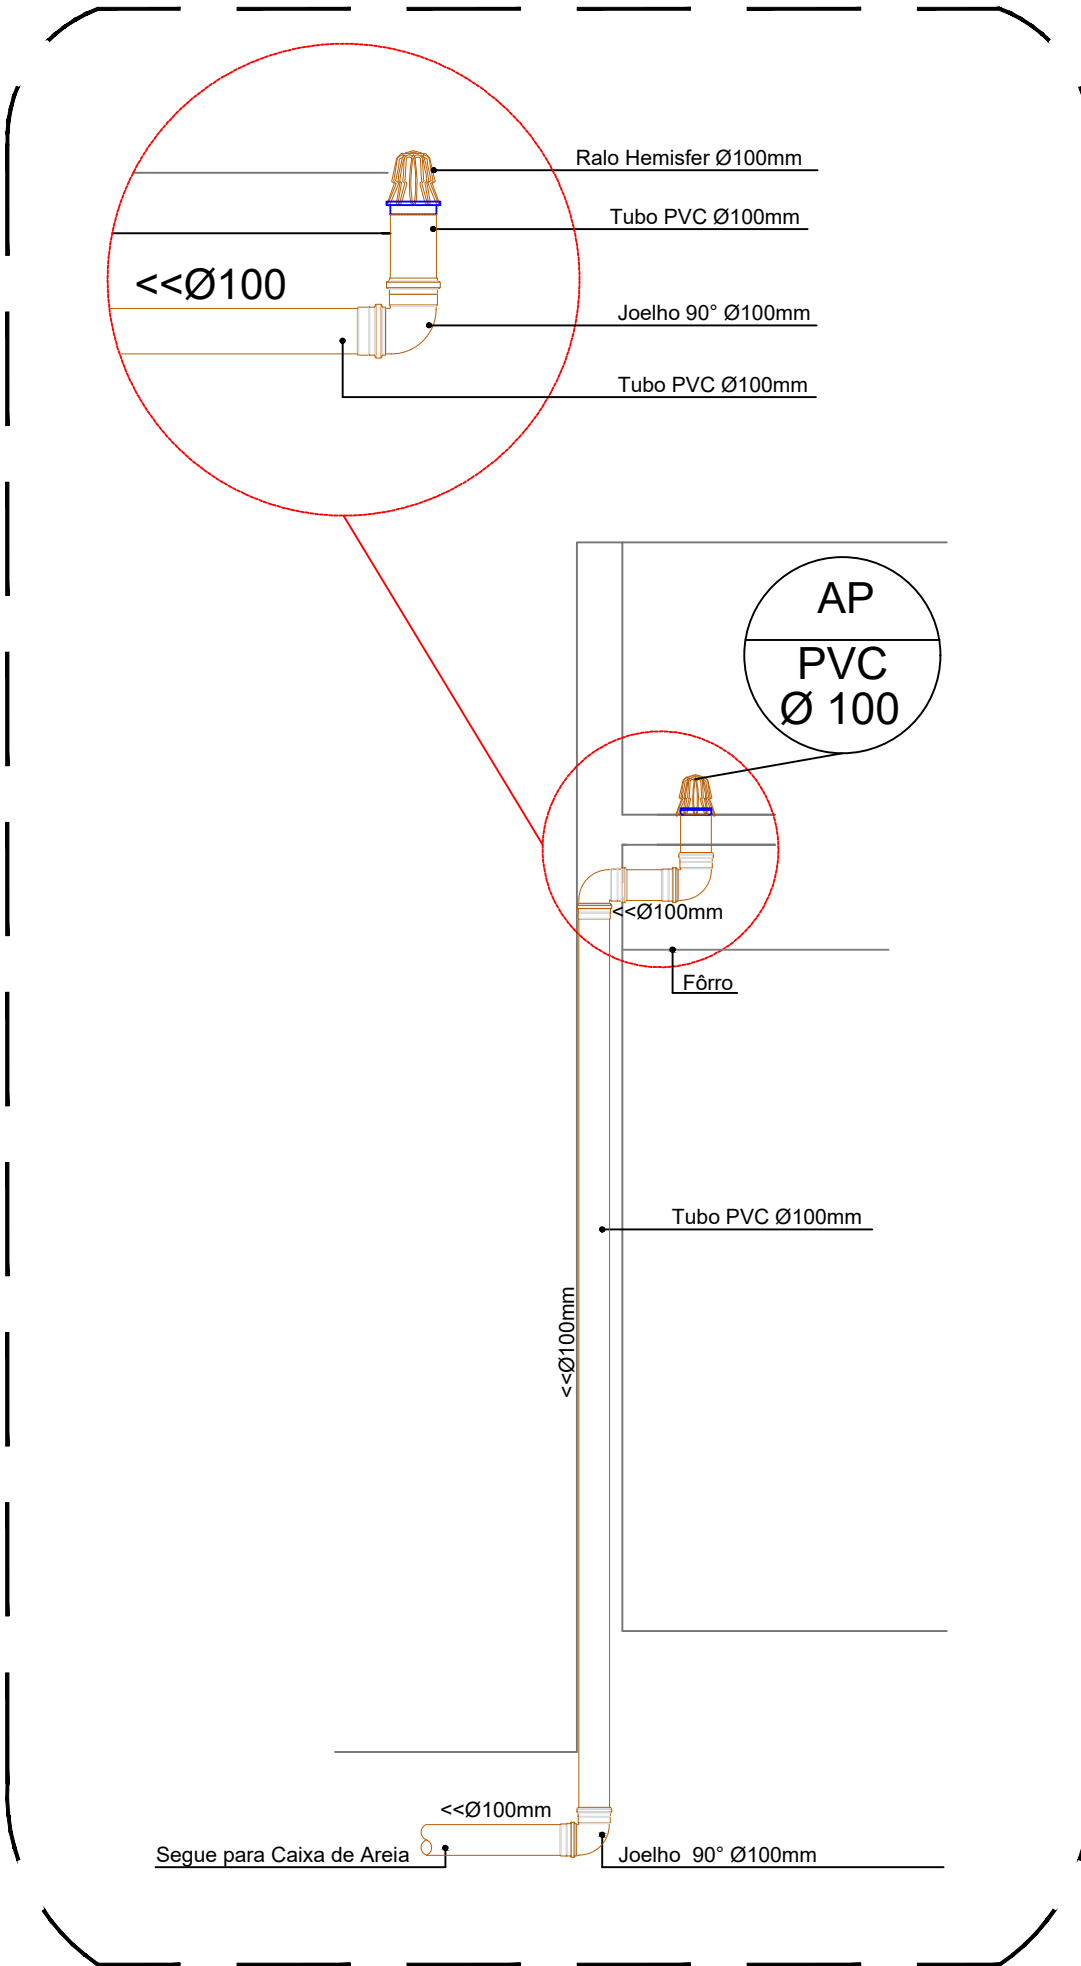 Ralo Hemisfer Ø100mm
Tubo PVC Ø100mm
<<Ø100
Joelho 90° Ø100mm
Tubo PVC Ø100mm
AP
PVC
Ø 100
<<Ø100mm
Fôrro
Tubo PVC Ø100mm
<<Ø100mm
<<Ø100mm
Segue para Caixa de Areia
Joelho  90° Ø100mm